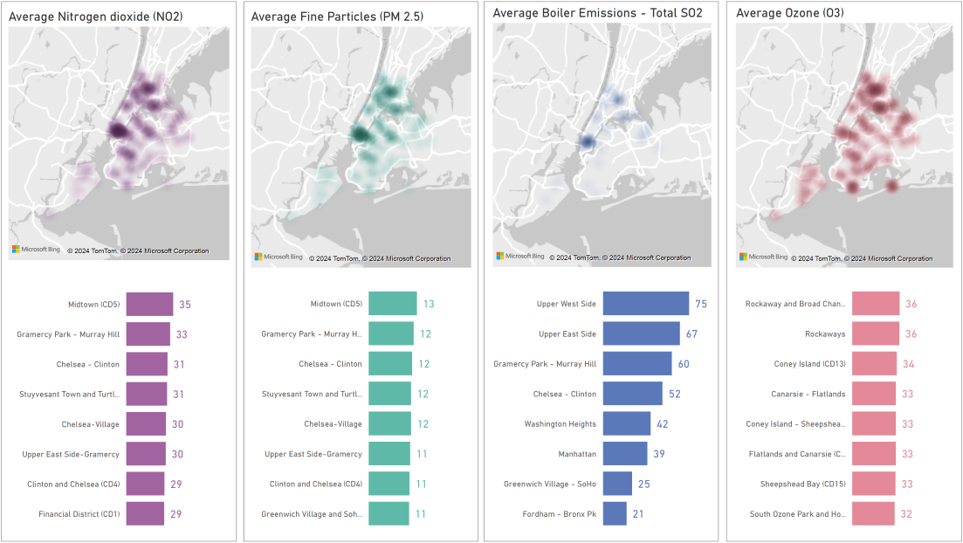 Average Nitrogen dioxide (NO2)
Microsoft Bing
© 2024 TomTom, © 2024 Microsoft Corporation
Midtown (CD5) 35
Gramercy Park - Murray Hill 33
Chelsea - Clinton 31
Stuyvesant Town and Turtl... 31
Chelsea-Village 30
Upper East Side-Gramercy 30
Clinton and Chelsea (CD4) 29
Financial District (CD1) 29
Average Fine Particles (PM 2.5)
Microsoft Bing
© 2024 TomTom, © 2024 Microsoft Corporation
Midtown (CD5) 13
Gramercy Park - Murray H... 12
Chelsea - Clinton 12
Stuyvesant Town and Turtl... 12
Chelsea-Village 12
Upper East Side-Gramercy 11
Clinton and Chelsea (CD4) 11
Greenwich Village and Soh... 11
Average Boiler Emissions - Total SO2
Microsoft Bing
© 2024 TomTom, © 2024 Microsoft Corporation
Upper West Side 75
Upper East Side 67
Gramercy Park - Murray Hill 60
Chelsea - Clinton 52
Washington Heights 42
Manhattan 39
Greenwich Village - SoHo 25
Fordham - Bronx Pk 21
Average Ozone (O3)
Microsoft Bing
© 2024 TomTom, © 2024 Microsoft Corporation
Rockaway and Broad Chan... 36
Rockaways 36
Coney Island (CD13) 34
Canarsie - Flatlands 33
Coney Island - Sheepshea... 33
Flatlands and Canarsie (C... 33
Sheepshead Bay (CD15) 33
South Ozone Park and Ho... 32